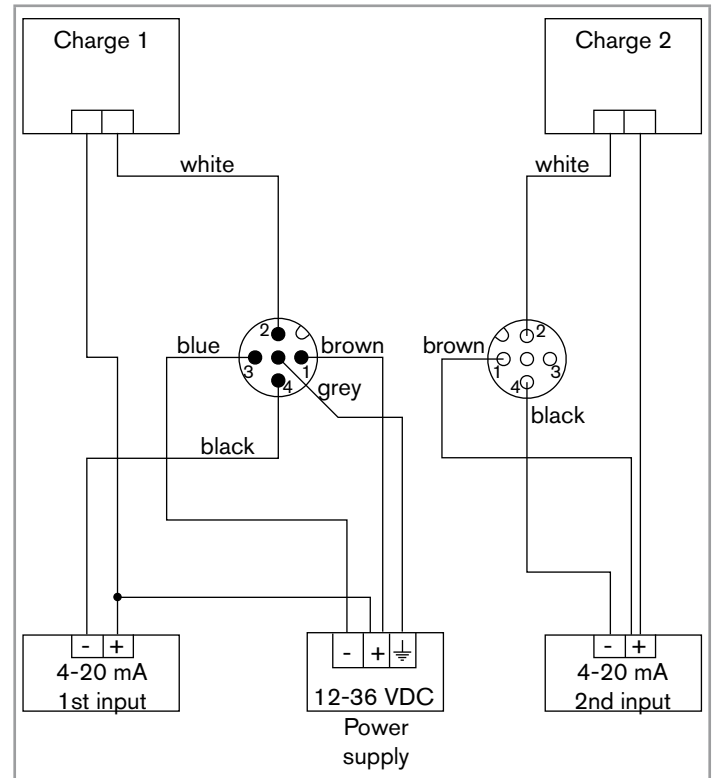 Charge 1
Charge 2
white
white
2
2
blue
brown
brown
3
1
1
3
4
grey
4
black
black
- +
- + ⏚
- +
4-20 mA
1st input
12-36 VDC
4-20 mA
2nd input
Power
supply